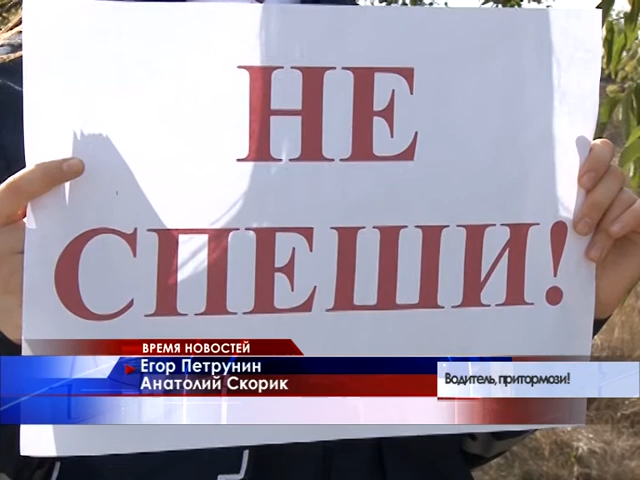 НЕ
СПЕШИ!
ВРЕМЯ НОВОСТЕЙ
Егор Петрунин
Анатолий Скорик
Водитель, притормози!